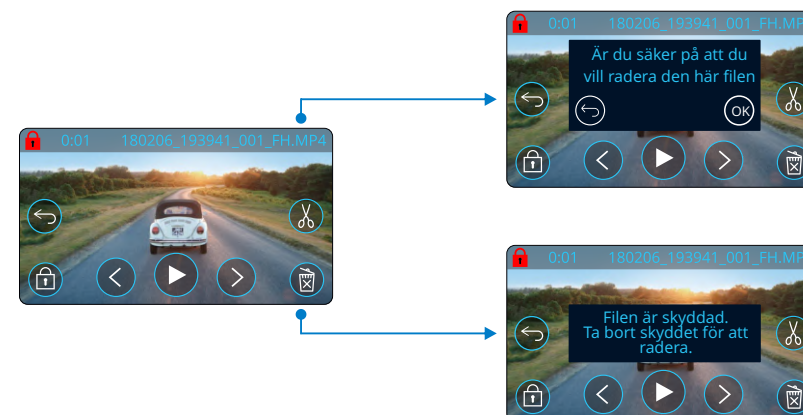 0:01 180206_193941_001_FH.MP4
0:01 180206_193941_001_FH.MP
Är du säker på att du
vill radera den här filen
OK
0:01 180206_193941_001_FH.MP
Filen är skyddad.
Ta bort skyddet för att
radera.